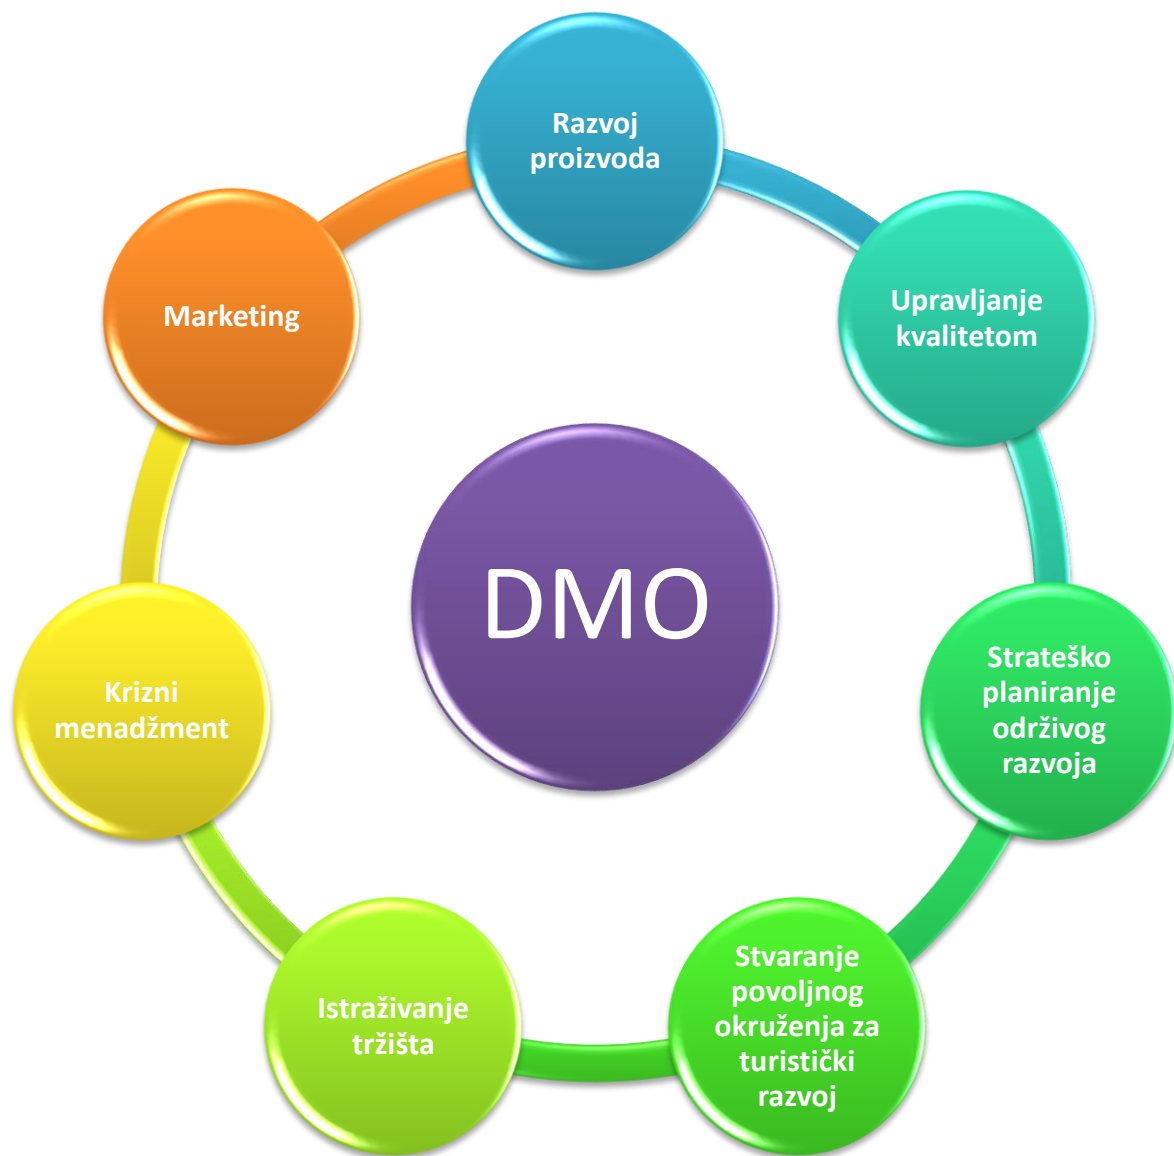 Razvoj
proizvoda
Upravljanje
kvalitetom
Strateško
planiranje
održivog
razvoja
Stvaranje
povoljnog
okruženja za
turistički
razvoj
Istraživanje
tržišta
Krizni
menadžment
Marketing
DMO